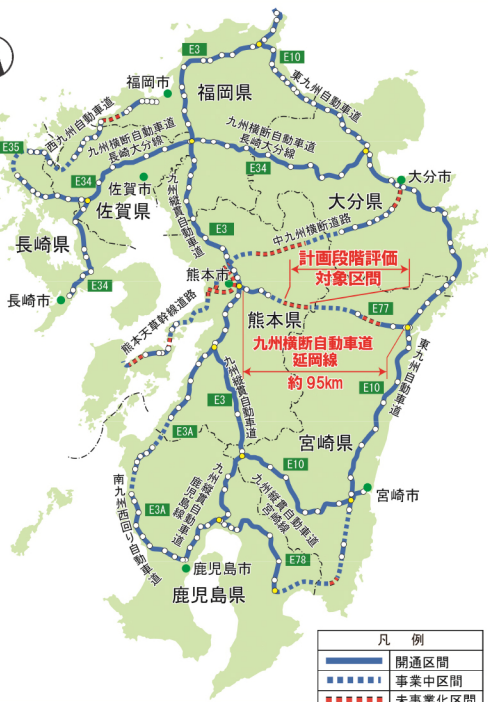 E3
E10
東九州自動車道
福岡市
福岡県
西九州自動車道
E35
九州横断自動車道
長崎大分線
九州横断自動車道
長崎大分線
E34
E34
大分市
佐賀市
佐賀県
九州縦貫自動車道
大分県
長崎県
E3
中九州横断道路
計画段階評価
対象区間
熊本市
E34
長崎市
E77
熊本県
熊本天草幹線道路
九州横断自動車道
延岡線
約 95km
東九州自動車道
E10
九州縦貫自動車道
E3
E3A
宮崎県
E10
宮崎市
E3A
南九州西回り自動車道
九州縦貫自動車道
鹿児島線
九州縦貫自動車道
宮崎線
E78
鹿児島市
鹿児島県
凡 例
開通区間
事業中区間
未事業化区間